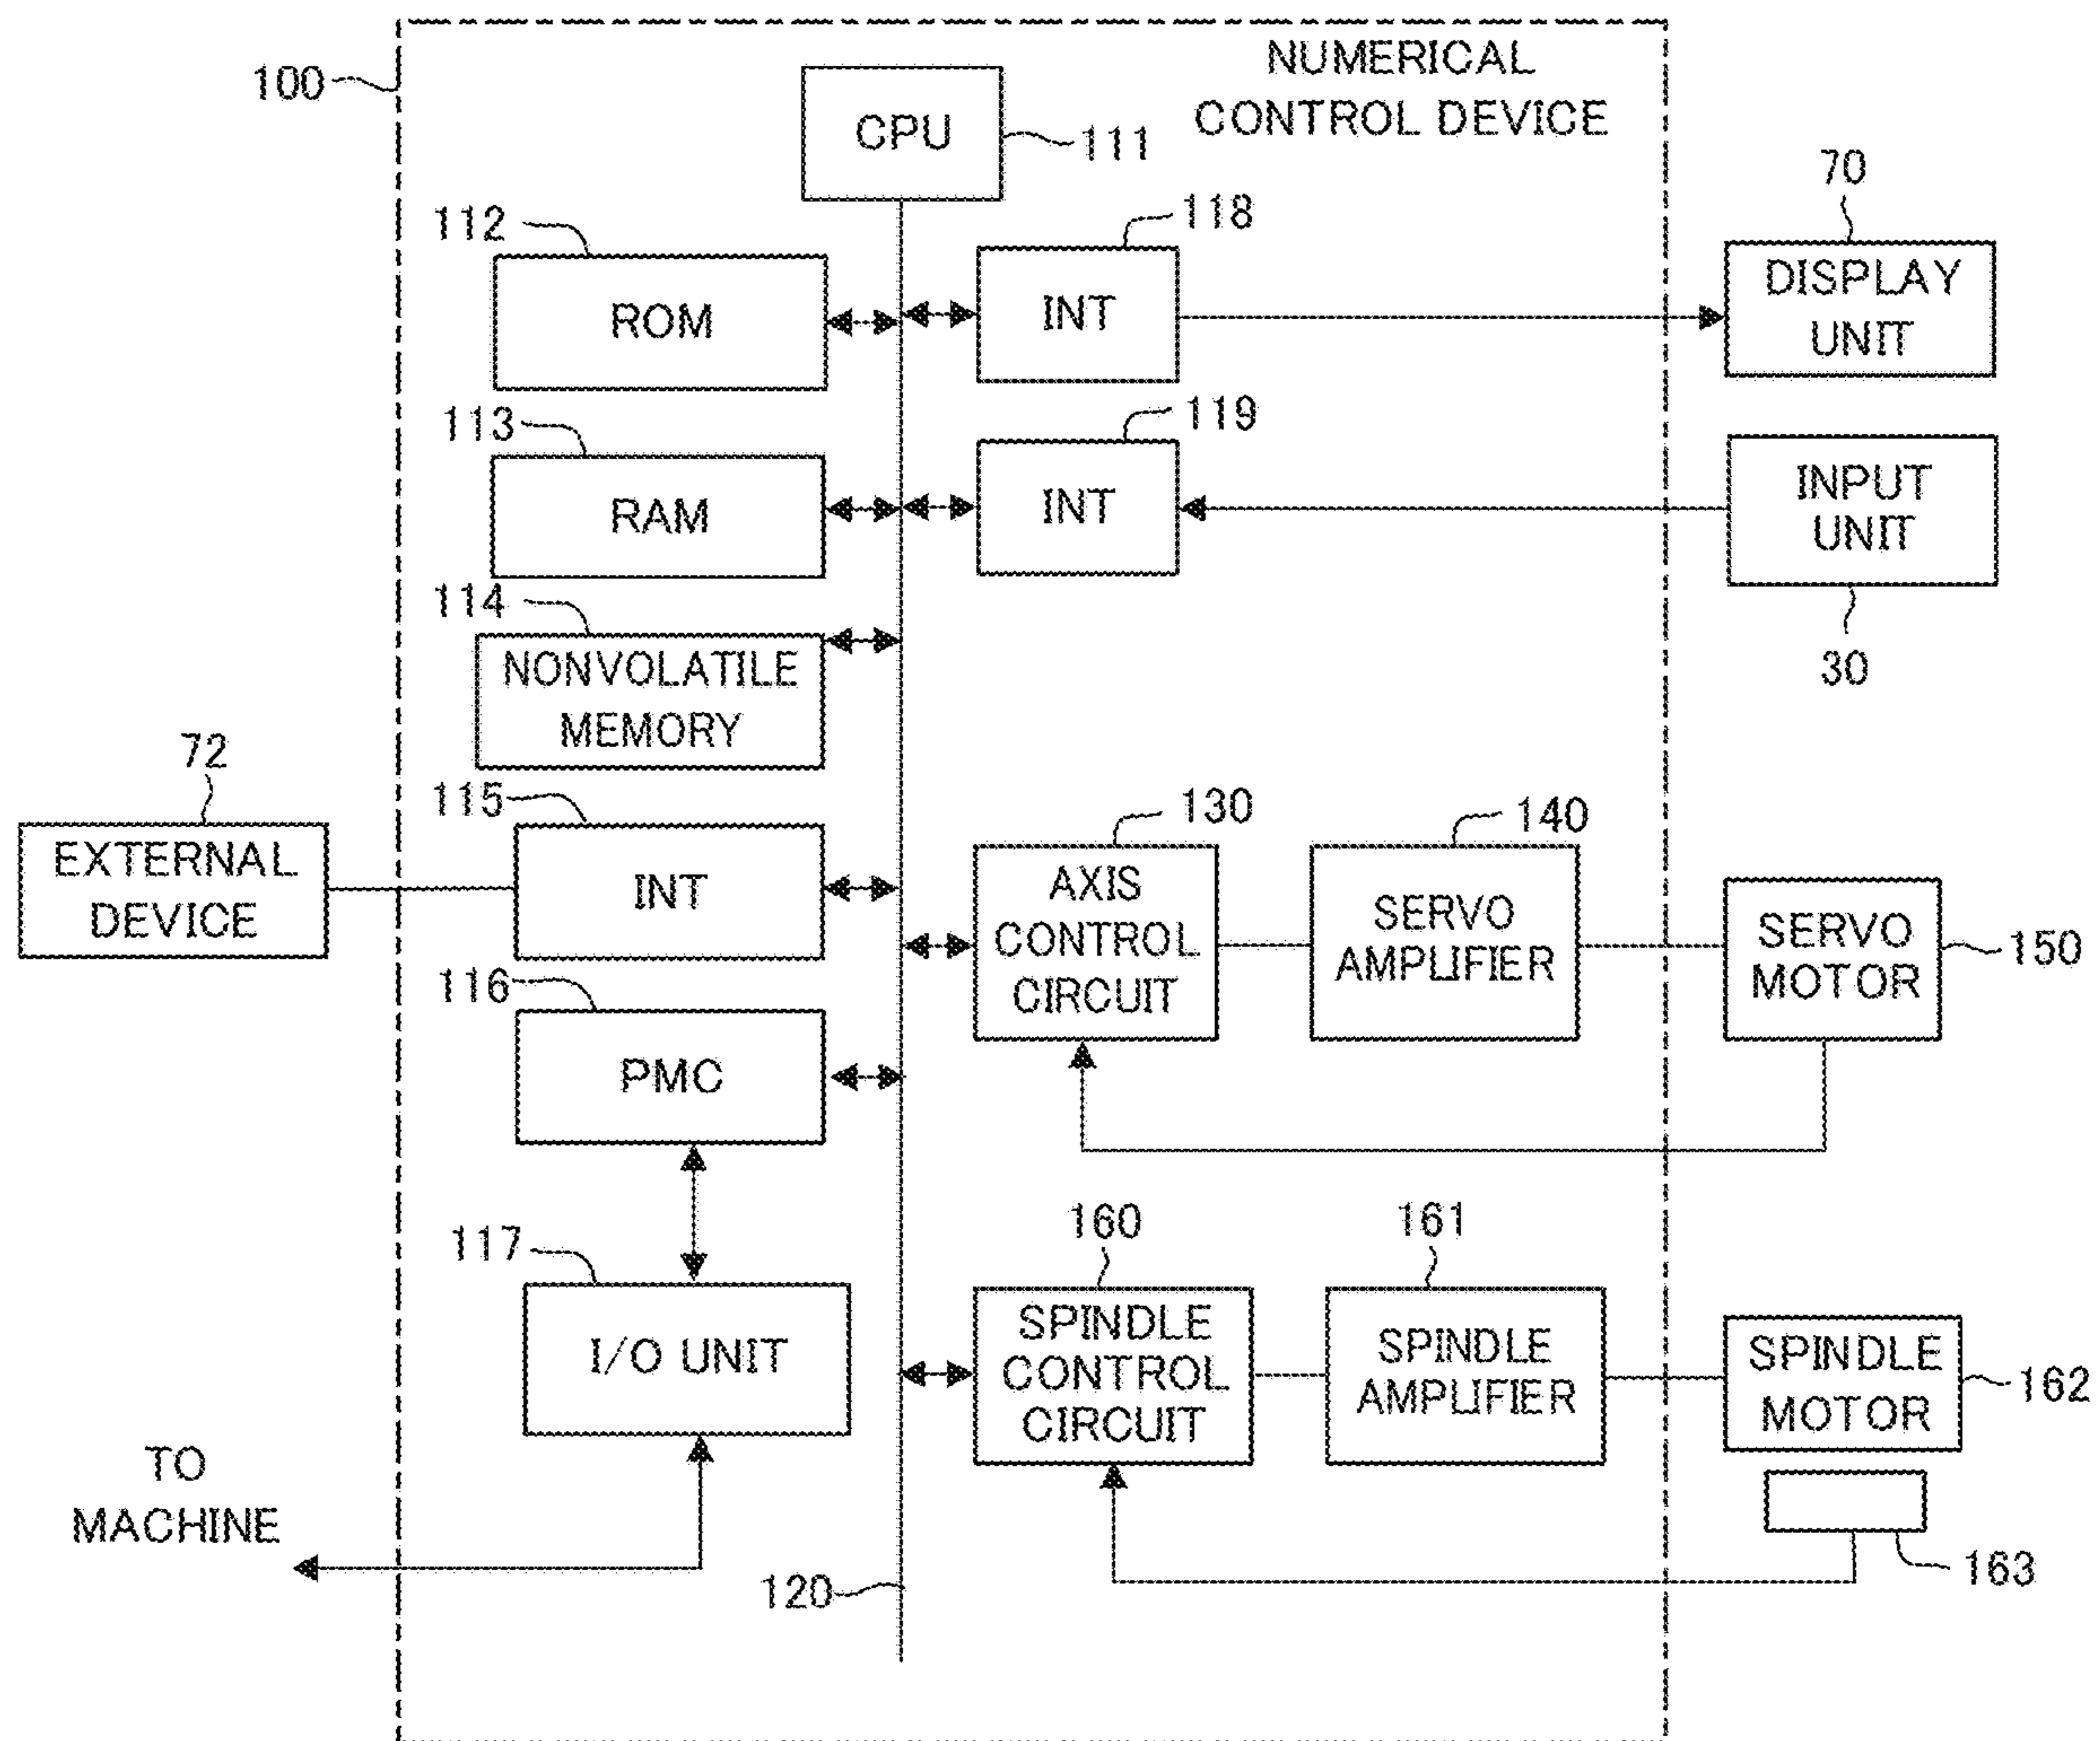 NUMERICAL
CONTROL DEVICE
100
CPU
111
70
112
118
DISPLAY
UNIT
ROM
INT
113
119
INPUT
UNIT
RAM
INT
114
30
NONVOLATILE
MEMORY
72
115
130
140
EXTERNAL
DEVICE
INT
AXIS
CONTROL
CIRCUIT
SERVO
AMPLIFIER
SERVO
MOTOR
150
116
PMC
117
160
161
I/O UNIT
SPINDLE
CONTROL
CIRCUIT
SPINDLE
AMPLIFIER
SPINDLE
MOTOR
162
TO
MACHINE
120
163